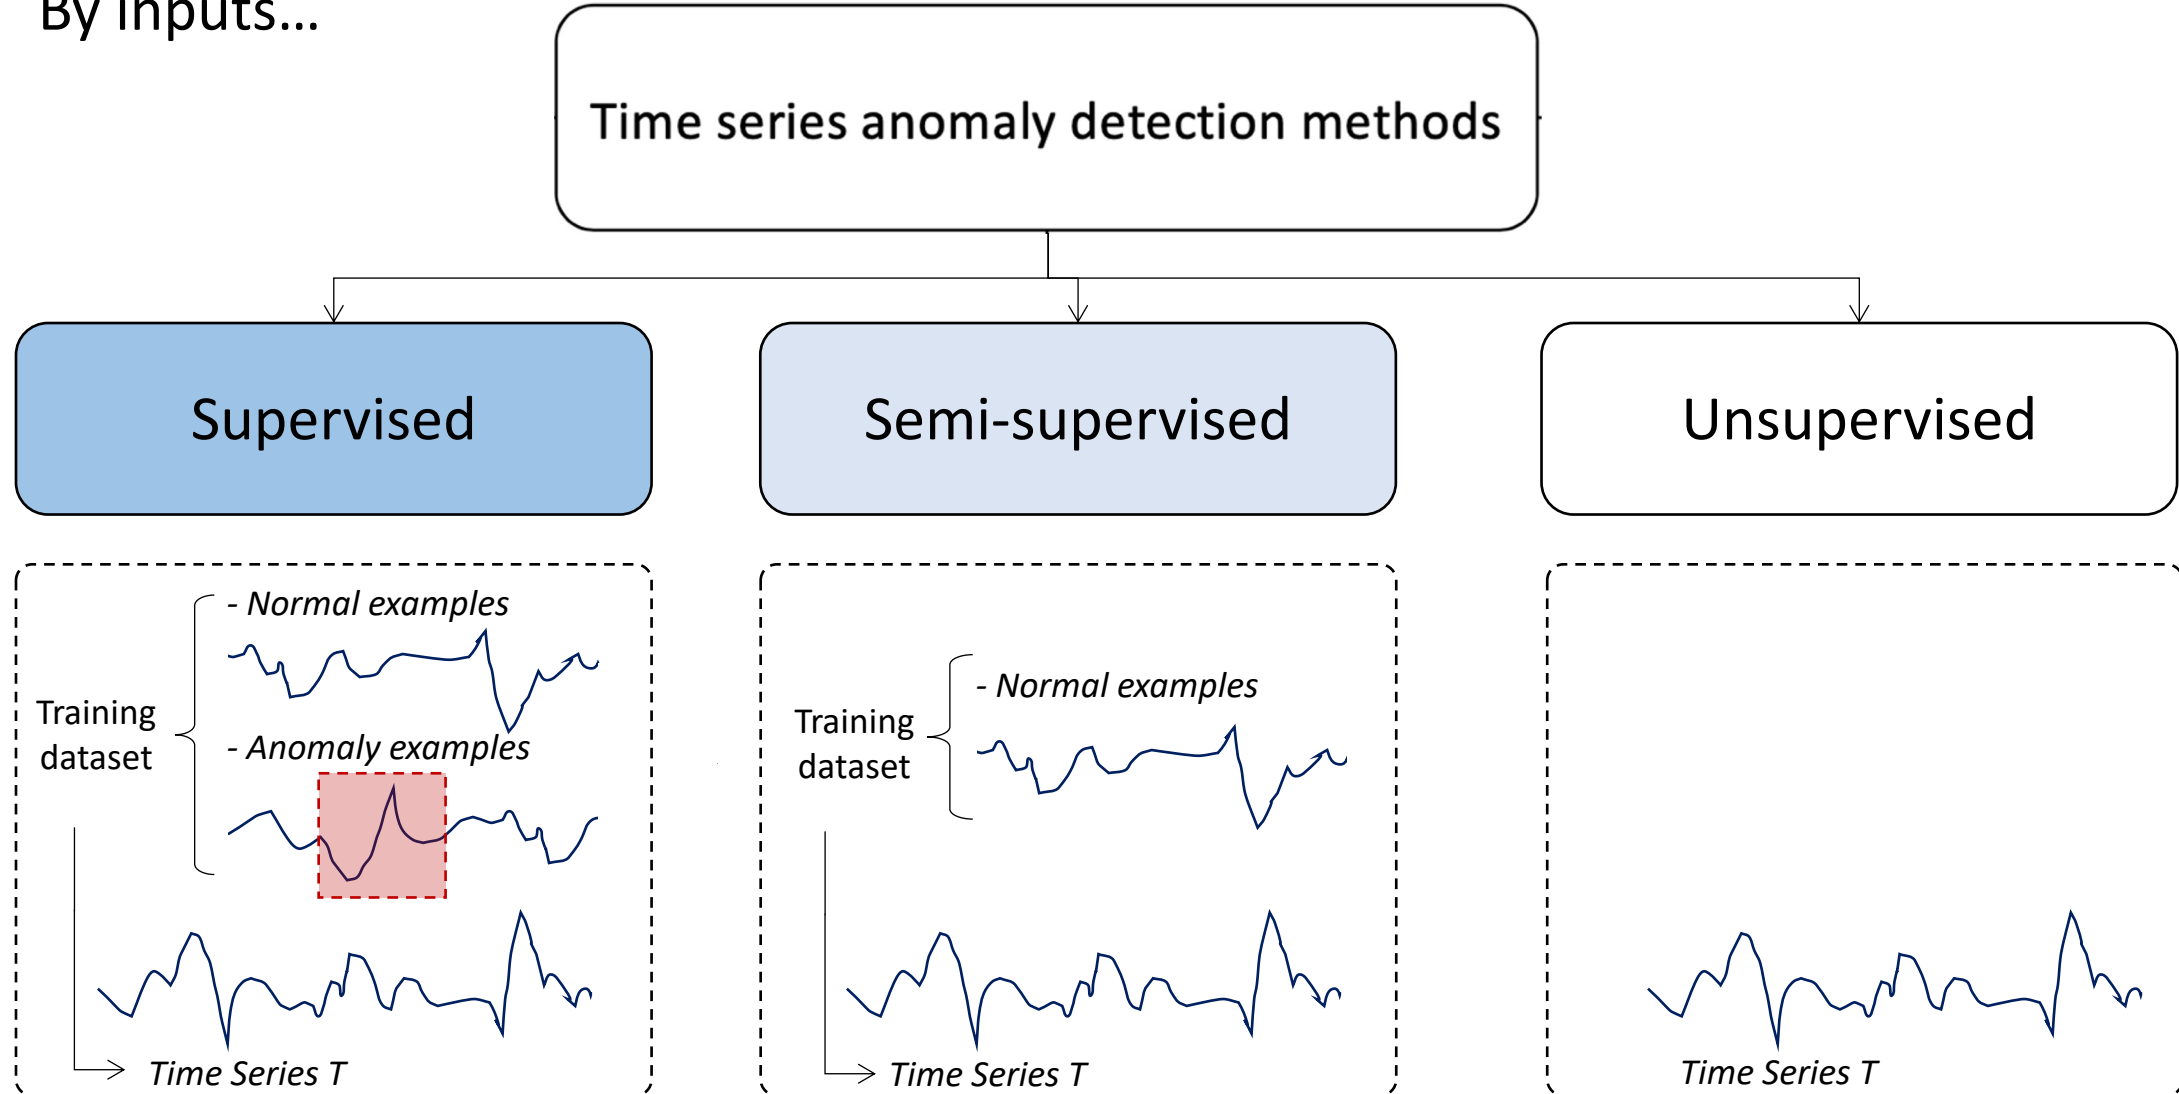 By inputs...
Time series anomaly detection methods
Supervised
Semi-supervised
Unsupervised
- Normal examples
Training
dataset
- Anomaly examples
Time Series T
- Normal examples
Training
dataset
Time Series T
Time Series T